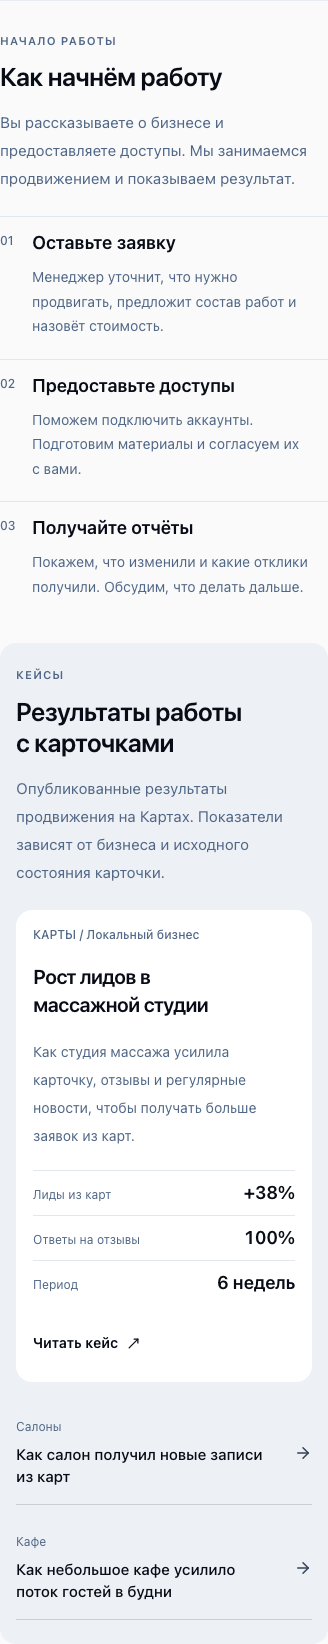 НАЧАЛО РАБОТЫ
Как начнём работу
Вы рассказываете о бизнесе и
предоставляете доступы. Мы занимаемся
продвижением и показываем результат.
01 Оставьте заявку
Менеджер уточнит, что нужно
продвигать, предложит состав работ и
назовёт стоимость.
02 Предоставьте доступы
Поможем подключить аккаунты.
Подготовим материалы и согласуем их
с вами.
03 Получайте отчёты
Покажем, что изменили и какие отклики
получили. Обсудим, что делать дальше.
КЕЙСЫ
Результаты работы
с карточками
Опубликованные результаты
продвижения на Картах. Показатели
зависят от бизнеса и исходного
состояния карточки.
КАРТЫ / Локальный бизнес
Рост лидов в
массажной студии
Как студия массажа усилила
карточку, отзывы и регулярные
новости, чтобы получать больше
заявок из карт.
Лиды из карт +38%
Ответы на отзывы 100%
Период 6 недель
Читать кейс ↗
Салоны
Как салон получил новые записи →
из карт
Кафе
Как небольшое кафе усилило →
поток гостей в будни